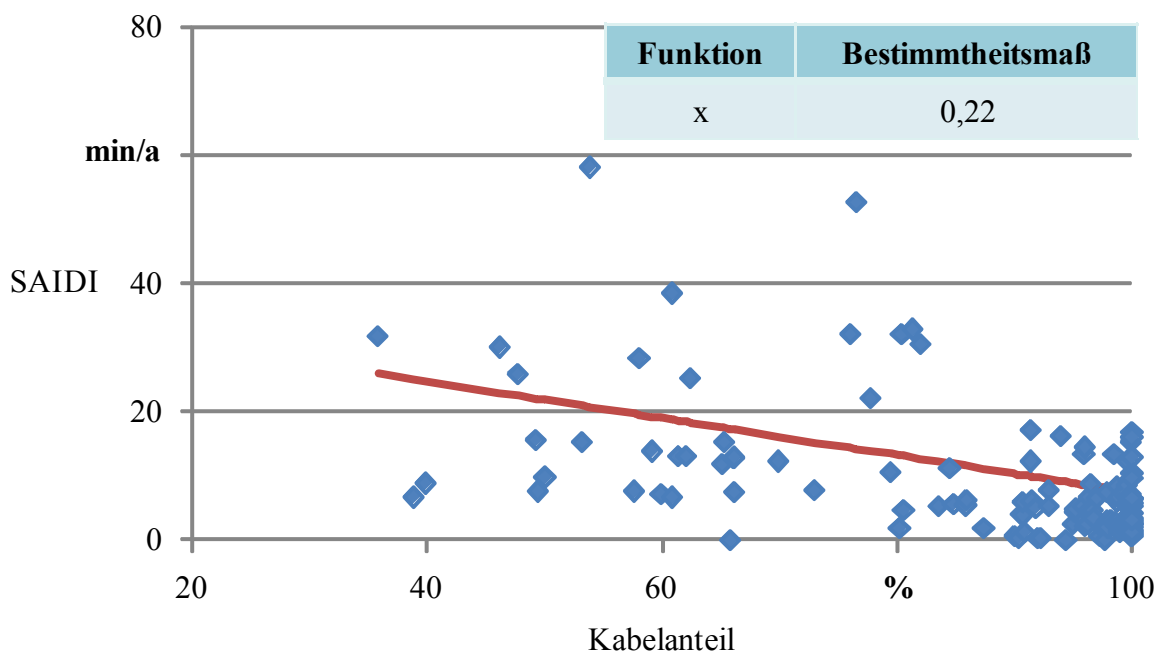 80
Funktion Bestimmtheitsmaß
x 0,22
min/a
SAIDI 40
20
0
20 40 60 % 100
Kabelanteil